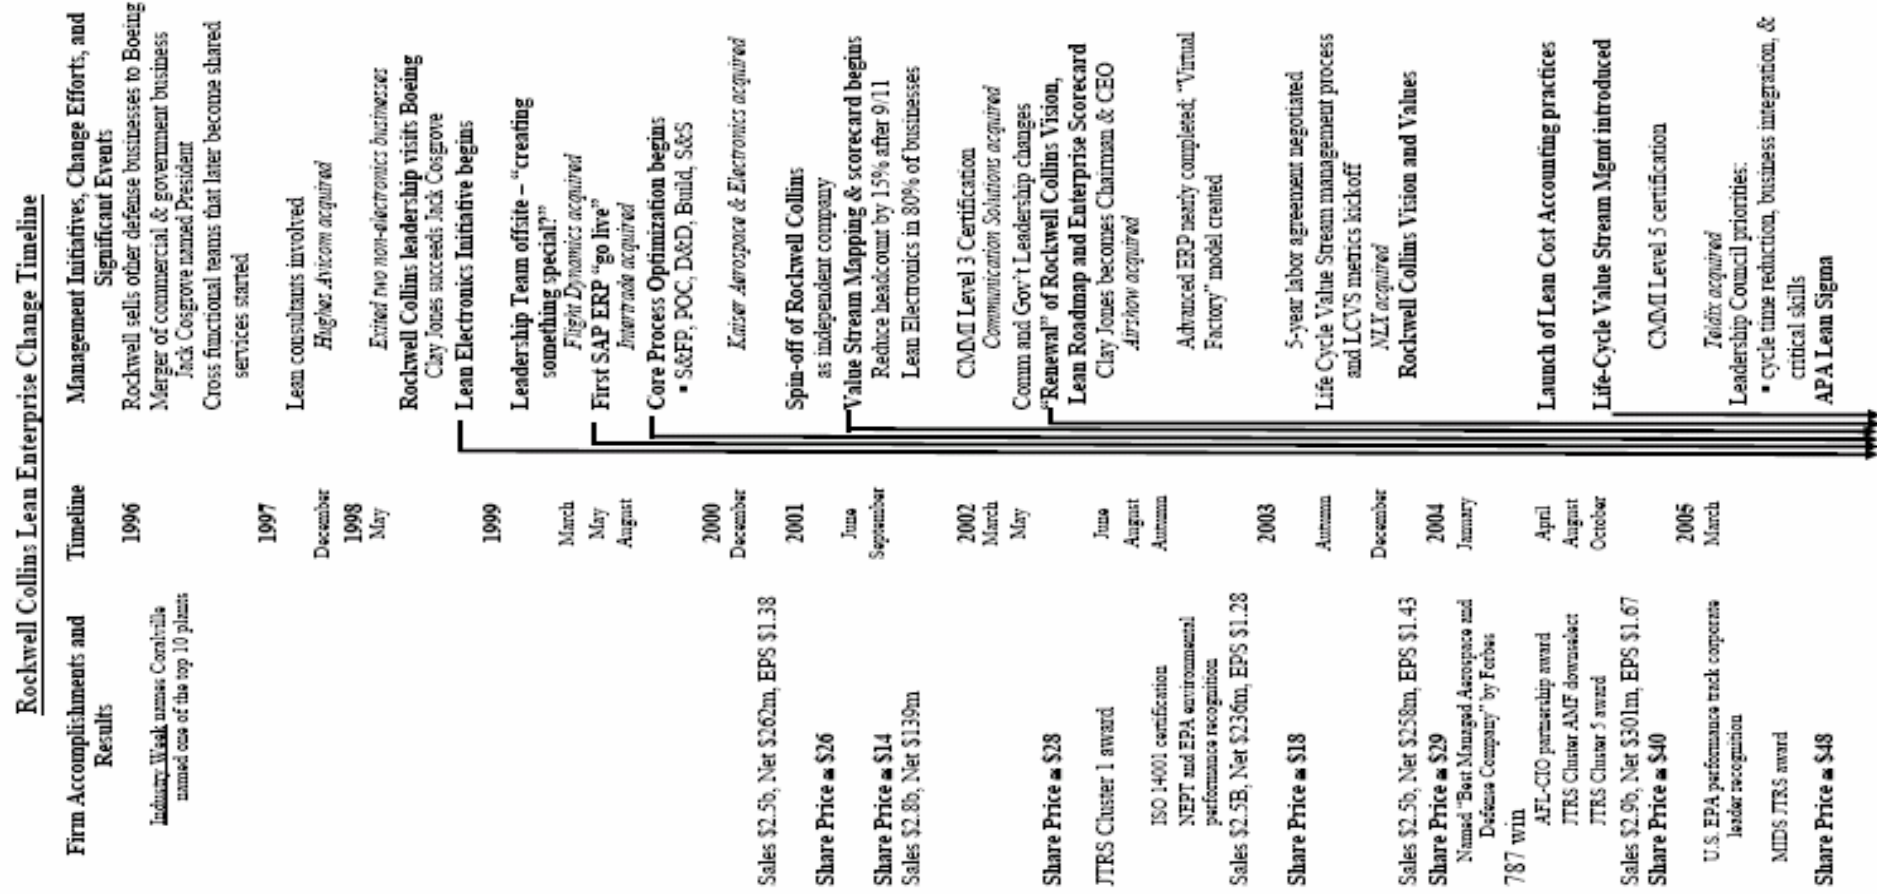 Rockwell Collins Lean Enterprise Change Timeline
Firm Accomplishments and
Results
Industry Week names Coralville
named one of the top 10 plants
Sales $2.5b, Net $262m, EPS $1.38
Share Price = $26
Share Price = $14
Sales $2.8b, Net $139m
Share Price = $28
JTRS Cluster 1 award
ISO 14001 certification
NEPT and EPA environmental
performance recognition
Sales $2.5B, Net $236m, EPS $1.28
Share Price = $18
Sales $2.5b, Net $258m, EPS $1.43
Share Price = $29
Named "Best Managed Aerospace and
Defense Company" by Forbes
787 win
AFL-CIO partnership award
JTRS Cluster AMF downselect
JTRS Cluster 5 award
Sales $2.9b, Net $301m, EPS $1.67
Share Price = $40
U.S. EPA performance track corporate
leader recognition
MIDS JTRS award
Share Price = $48
Timeline
1996
1997
December
1998
May
1999
March
May
August
2000
December
2001
June
September
2002
March
May
June
August
Autumn
2003
Autumn
December
2004
January
April
August
October
2005
March
Management Initiatives, Change Efforts, and
Significant Events
Rockwell sells other defense businesses to Boeing
Merger of commercial & government business
Jack Cosgrove named President
Cross functional teams that later become shared
services started
Lean consultants involved
Hughes Avicom acquired
Exited two non-electronics businesses
Rockwell Collins leadership visits Boeing
Clay Jones succeeds Jack Cosgrove
Lean Electronics Initiative begins
Leadership Team offsite – "creating
something special?"
Flight Dynamics acquired
First SAP ERP "go live"
Intertrade acquired
Core Process Optimization begins
▪ S&FP, POC, D&D, Build, S&S
Kaiser Aerospace & Electronics acquired
Spin-off of Rockwell Collins
as independent company
Value Stream Mapping & scorecard begins
Reduce headcount by 15% after 9/11
Lean Electronics in 80% of businesses
CMMI Level 3 Certification
Communication Solutions acquired
Comm and Gov't Leadership changes
"Renewal" of Rockwell Collins Vision,
Lean Roadmap and Enterprise Scorecard
Clay Jones becomes Chairman & CEO
Airshow acquired
Advanced ERP nearly completed; "Virtual
Factory" model created
5-year labor agreement negotiated
Life Cycle Value Stream management process
and LCVS metrics kickoff
NLX acquired
Rockwell Collins Vision and Values
Launch of Lean Cost Accounting practices
Life-Cycle Value Stream Mgmt introduced
CMMI Level 5 certification
Teldix acquired
Leadership Council priorities:
▪ cycle time reduction, business integration, &
critical skills
APA Lean Sigma